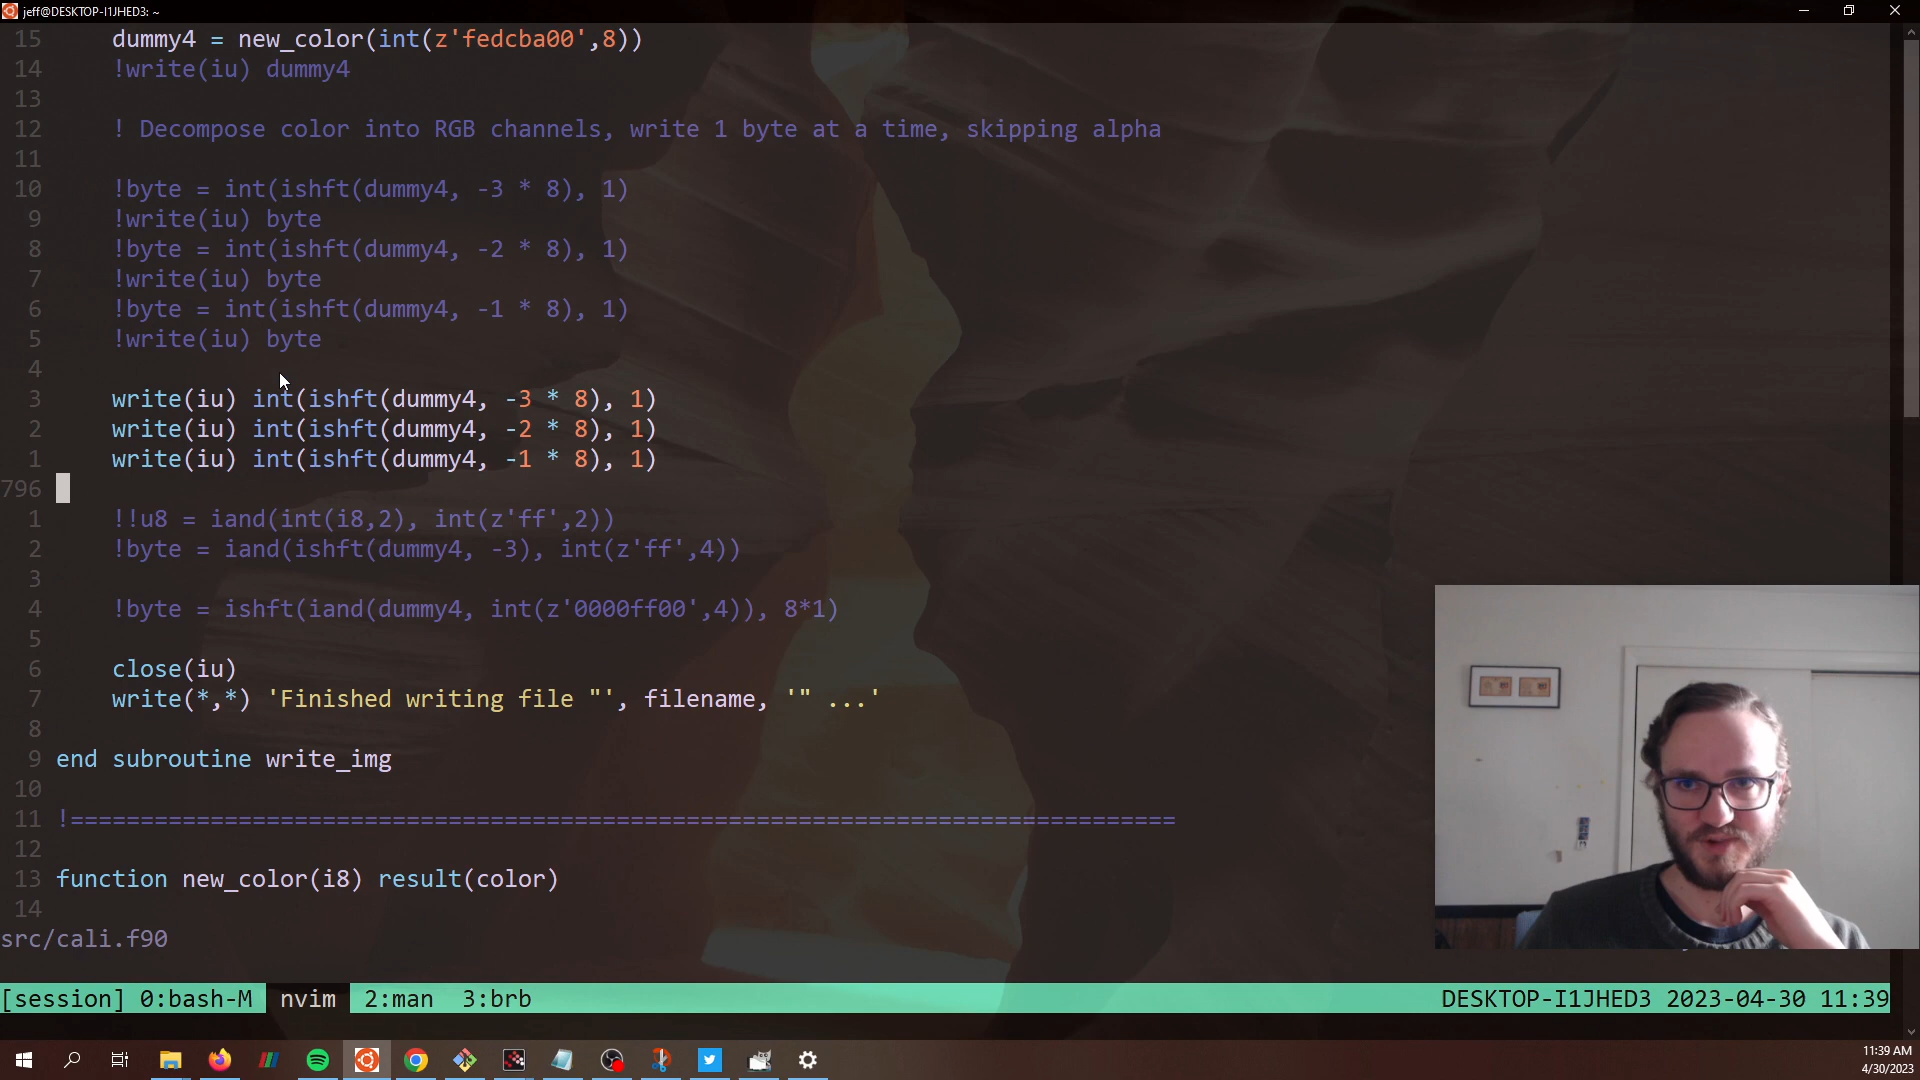 jeff@DESKTOP-I1JHED3: ~
15     dummy4 = new_color(int(z'fedcba00',8))
14     !write(iu) dummy4
13
12     ! Decompose color into RGB channels, write 1 byte at a time, skipping alpha
11
10     !byte = int(ishft(dummy4, -3 * 8), 1)
9     !write(iu) byte
8     !byte = int(ishft(dummy4, -2 * 8), 1)
7     !write(iu) byte
6     !byte = int(ishft(dummy4, -1 * 8), 1)
5     !write(iu) byte
4
3     write(iu) int(ishft(dummy4, -3 * 8), 1)
2     write(iu) int(ishft(dummy4, -2 * 8), 1)
1     write(iu) int(ishft(dummy4, -1 * 8), 1)
796
1     !!u8 = iand(int(i8,2), int(z'ff',2))
2     !byte = iand(ishft(dummy4, -3), int(z'ff',4))
3
4     !byte = ishft(iand(dummy4, int(z'0000ff00',4)), 8*1)
5
6     close(iu)
7     write(*,*) 'Finished writing file "', filename, '" ...'
8
9 end subroutine write_img
10
11 !===============================================================================
12
13 function new_color(i8) result(color)
14
src/cali.f90
[session] 0:bash-M  nvim  2:man  3:brb  DESKTOP-I1JHED3 2023-04-30 11:39
11:39 AM
4/30/2023